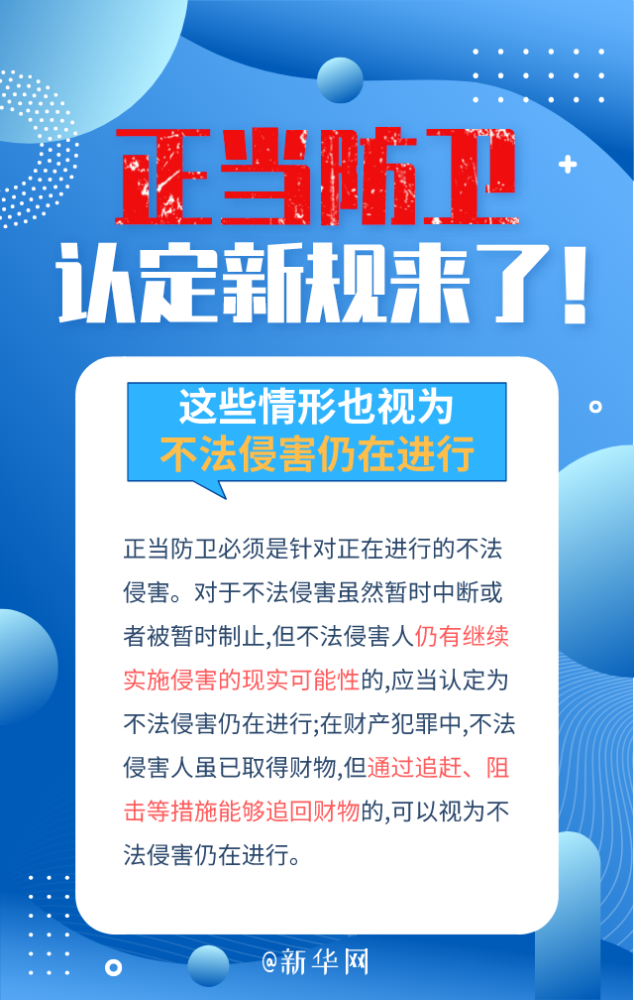 正当防卫
认定新规来了!
这些情形也视为
不法侵害仍在进行
正当防卫必须是针对正在进行的不法
侵害。对于不法侵害虽然暂时中断或
者被暂时制止,但不法侵害人仍有继续
实施侵害的现实可能性的,应当认定为
不法侵害仍在进行;在财产犯罪中,不法
侵害人虽已取得财物,但通过追赶、阻
击等措施能够追回财物的,可以视为不
法侵害仍在进行。
@新华网